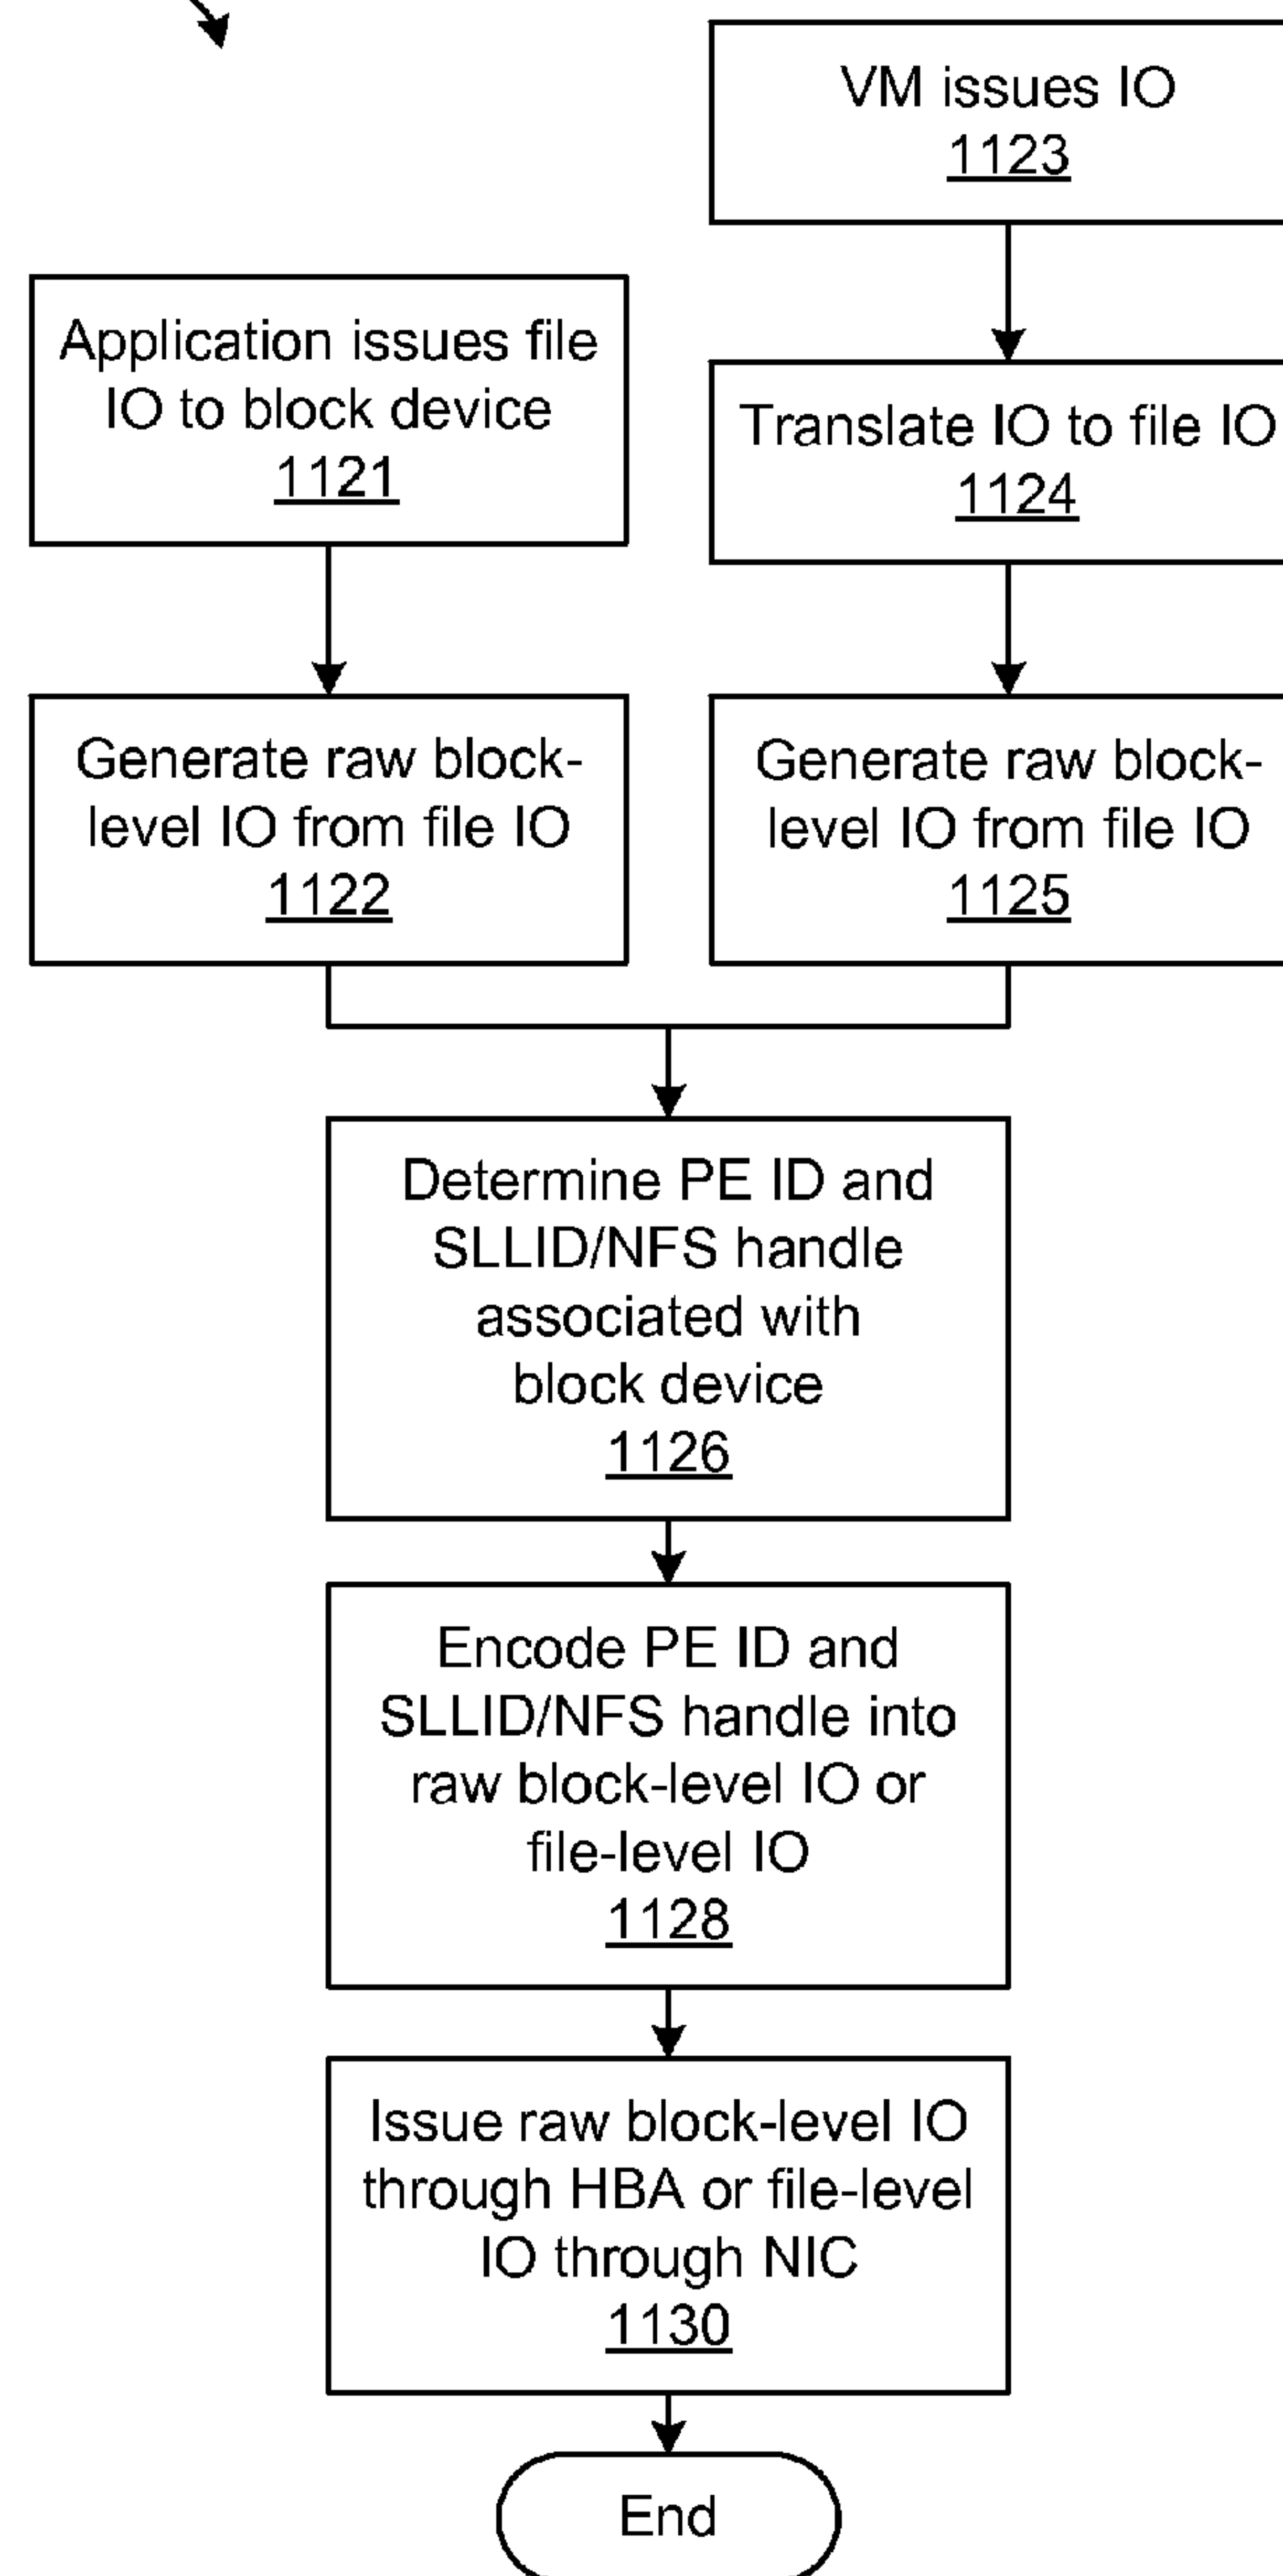 VM issues IO
1123
Application issues file
IO to block device
1121
Translate IO to file IO
1124
Generate raw block-
level IO from file IO
1122
Generate raw block-
level IO from file IO
1125
Determine PE ID and
SLLID/NFS handle
associated with
block device
1126
Encode PE ID and
SLLID/NFS handle into
raw block-level IO or
file-level IO
1128
Issue raw block-level IO
through HBA or file-level
IO through NIC
1130
End